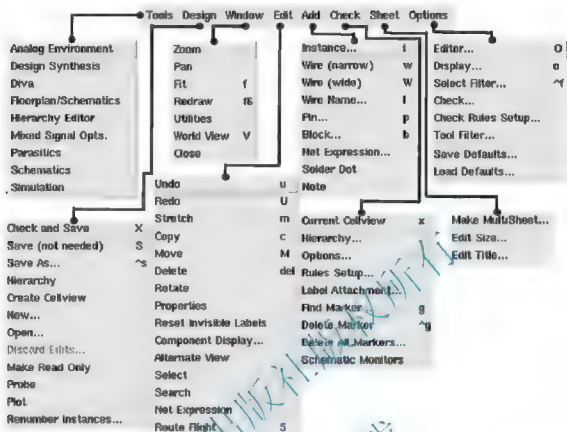 Tools Design Window Edit Add Check Sheet Options
Analog Environment
Design Synthesis
Diva
Floorplan/Schematics
Hierarchy Editor
Mixed Signal Opts.
Parasitics
Schematics
Simulation
Zoom
Pan
Fit f
Redraw f6
Utilities
World View V
Close
Instance... i
Wire (narrow) w
Wire (wide) W
Wire Name... l
Pin... p
Block... b
Net Expression...
Solder Dot
Note
Editor... O
Display... o
Select Filter... ^f
Check...
Check Rules Setup...
Tool Filter...
Save Defaults...
Load Defaults...
Check and Save X
Save (not needed) S
Save As... ^s
Hierarchy
Create Cellview
New...
Open...
Discard Edits...
Make Read Only
Probe
Plot
Renumber Instances...
Undo u
Redo U
Stretch m
Copy c
Move M
Delete del
Rotate
Properties
Reset Invisible Labels
Component Display...
Alternate View
Select
Search
Net Expression
Route Flight 5
Current Cellview x
Hierarchy...
Options...
Rules Setup...
Label Attachment...
Find Marker g
Delete Marker ^g
Delete All Markers...
Schematic Monitors
Make MultiSheet...
Edit Size...
Edit Title...